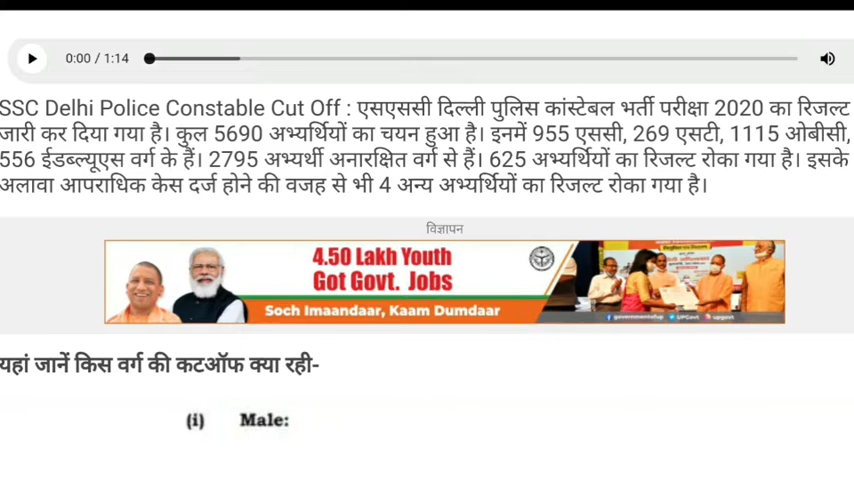 0:00 / 1:14
SSC Delhi Police Constable Cut Off : एसएससी दिल्ली पुलिस कांस्टेबल भर्ती परीक्षा 2020 का रिजल्ट
जारी कर दिया गया है। कुल 5690 अभ्यर्थियों का चयन हुआ है। इनमें 955 एससी, 269 एसटी, 1115 ओबीसी,
556 ईडब्ल्यूएस वर्ग के हैं। 2795 अभ्यर्थी अनारक्षित वर्ग से हैं। 625 अभ्यर्थियों का रिजल्ट रोका गया है। इसके
अलावा आपराधिक केस दर्ज होने की वजह से भी 4 अन्य अभ्यर्थियों का रिजल्ट रोका गया है।
विज्ञापन
4.50 Lakh Youth
Got Govt. Jobs
Soch Imaandaar, Kaam Dumdaar
governmentofup UPGovt upgovt
यहां जानें किस वर्ग की कटऑफ क्या रही-
(i) Male: